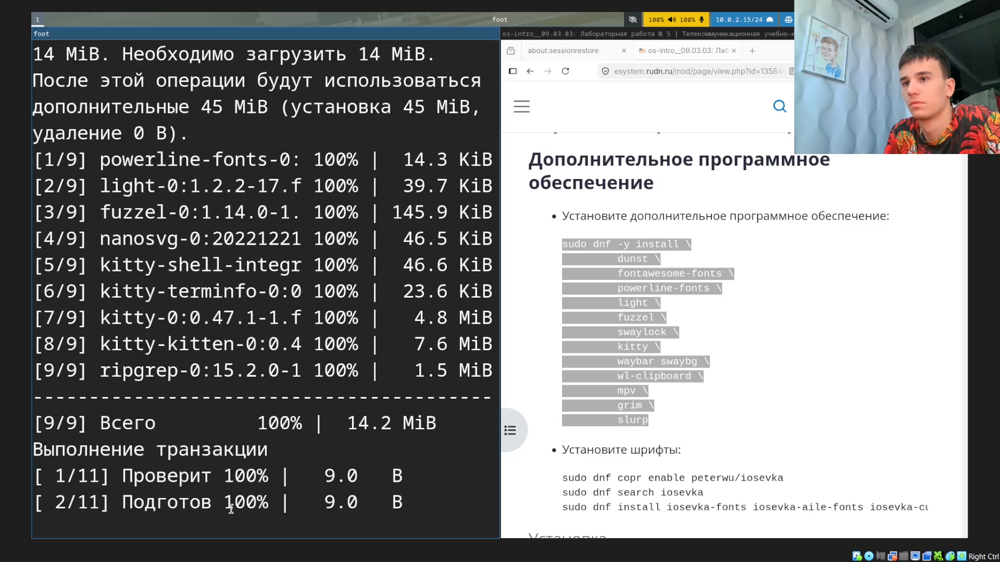 1
foot
100%
100%
10.0.2.15/24
foot
14 MiB. Необходимо загрузить 14 MiB.
После этой операции будут использоваться
дополнительные 45 MiB (установка 45 MiB,
удаление 0 B).
[1/9] powerline-fonts-0: 100% | 14.3 KiB
[2/9] light-0:1.2.2-17.f 100% | 39.7 KiB
[3/9] fuzzel-0:1.14.0-1. 100% | 145.9 KiB
[4/9] nanosvg-0:20221221 100% | 46.5 KiB
[5/9] kitty-shell-integr 100% | 46.6 KiB
[6/9] kitty-terminfo-0:0 100% | 23.6 KiB
[7/9] kitty-0:0.47.1-1.f 100% | 4.8 MiB
[8/9] kitty-kitten-0:0.4 100% | 7.6 MiB
[9/9] ripgrep-0:15.2.0-1 100% | 1.5 MiB
-----------------------------------------
[9/9] Всего 100% | 14.2 MiB
Выполнение транзакции
[ 1/11] Проверит 100% | 9.0 B
[ 2/11] Подготов 100% | 9.0 B
os-intro__09.03.03: Лабораторная работа № 5 | Телекоммуникационная учебно-и
about:sessionrestore
os-intro__09.03.03: Лаб
esystem.rudn.ru/mod/page/view.php?id=13584
Дополнительное программное
обеспечение
• Установите дополнительное программное обеспечение:
sudo dnf -y install \
dunst \
fontawesome-fonts \
powerline-fonts \
light \
fuzzel \
swaylock \
kitty \
waybar swaybg \
wl-clipboard \
mpv \
grim \
slurp
• Установите шрифты:
sudo dnf copr enable peterwu/iosevka
sudo dnf search iosevka
sudo dnf install iosevka-fonts iosevka-aile-fonts iosevka-cu
Установка
Right Ctrl